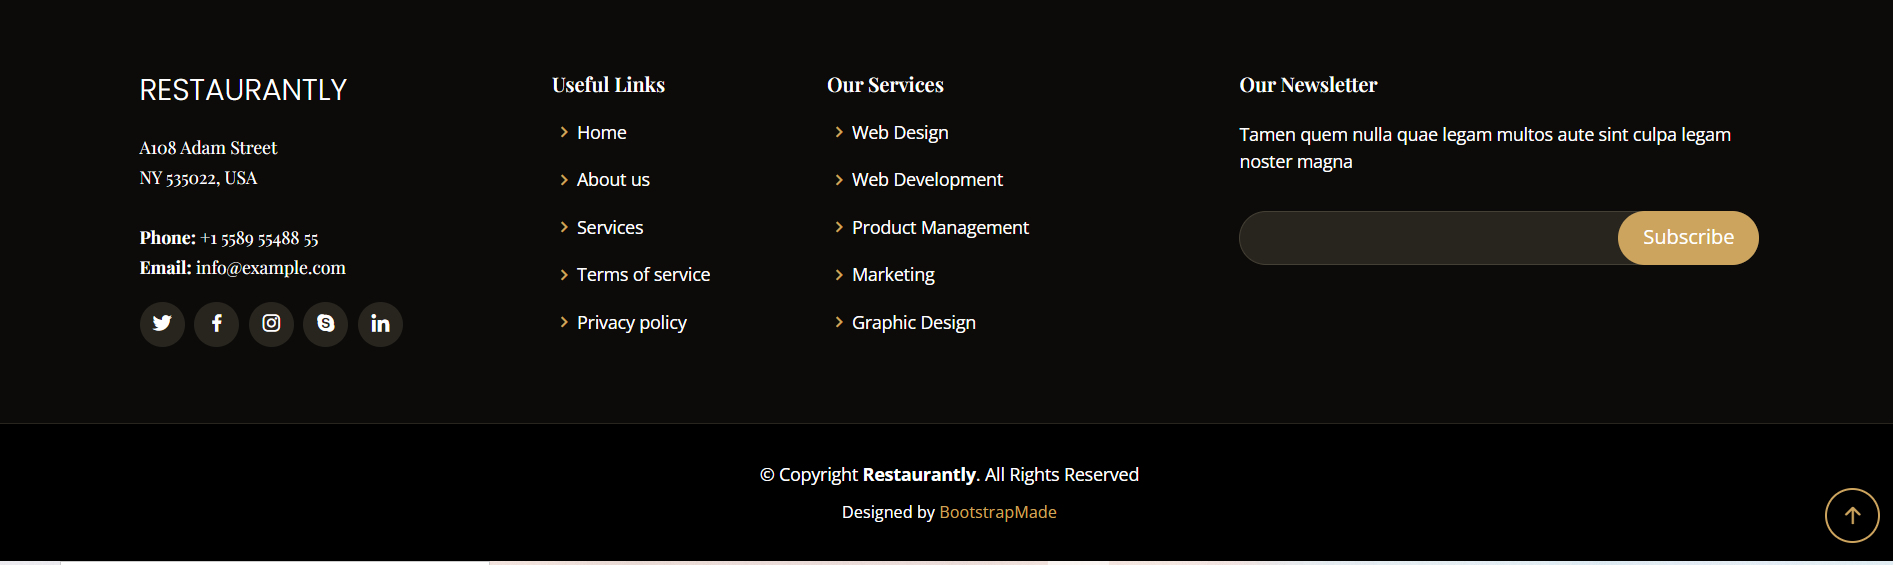 RESTAURANTLY
A108 Adam Street
NY 535022, USA
Phone: +1 5589 55488 55
Email: info@example.com
Useful Links
Home
About us
Services
Terms of service
Privacy policy
Our Services
Web Design
Web Development
Product Management
Marketing
Graphic Design
Our Newsletter
Tamen quem nulla quae legam multos aute sint culpa legam
noster magna
Subscribe
© Copyright Restaurantly. All Rights Reserved
Designed by BootstrapMade